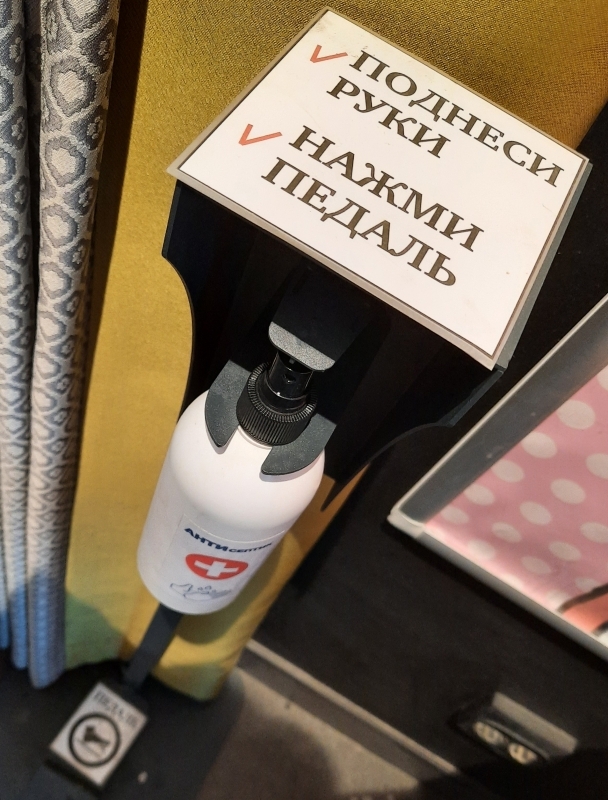 ✓ ПОДНЕСИ
РУКИ
✓ НАЖМИ
ПЕДАЛЬ
АНТИСЕПТИК
ПЕДАЛЬ